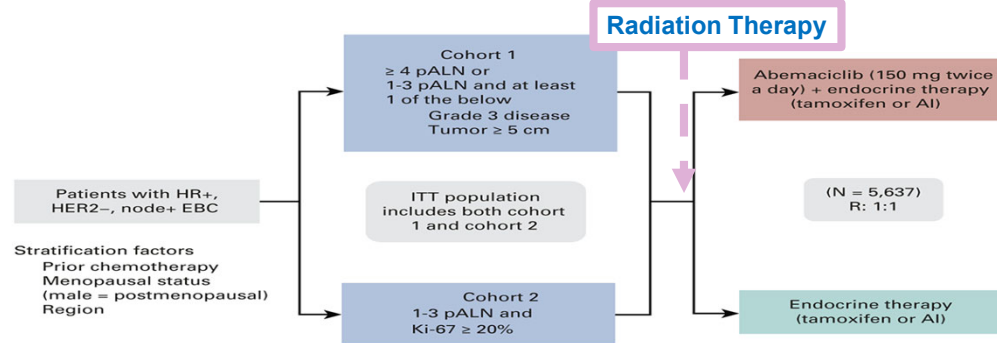 Radiation Therapy
Cohort 1
≥ 4 pALN or
1-3 pALN and at least
1 of the below
Grade 3 disease
Tumor ≥ 5 cm
Abemaciclib (150 mg twice
a day) + endocrine therapy
(tamoxifen or AI)
Patients with HR+,
HER2–, node+ EBC
ITT population
includes both cohort
1 and cohort 2
(N = 5,637)
R: 1:1
Stratification factors
Prior chemotherapy
Menopausal status
(male = postmenopausal)
Region
Cohort 2
1-3 pALN and
Ki-67 ≥ 20%
Endocrine therapy
(tamoxifen or AI)